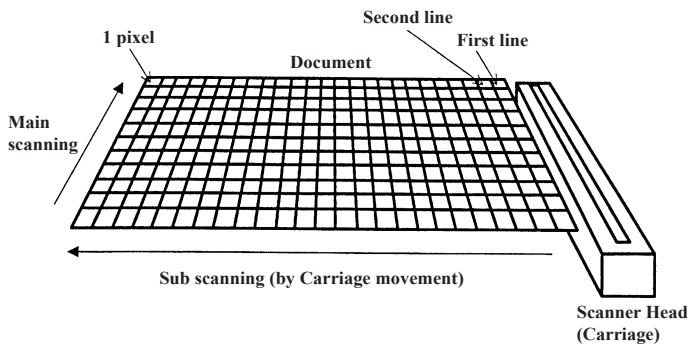 Second line
First line
1 pixel
Document
Main
scanning
Sub scanning (by Carriage movement)
Scanner Head
(Carriage)